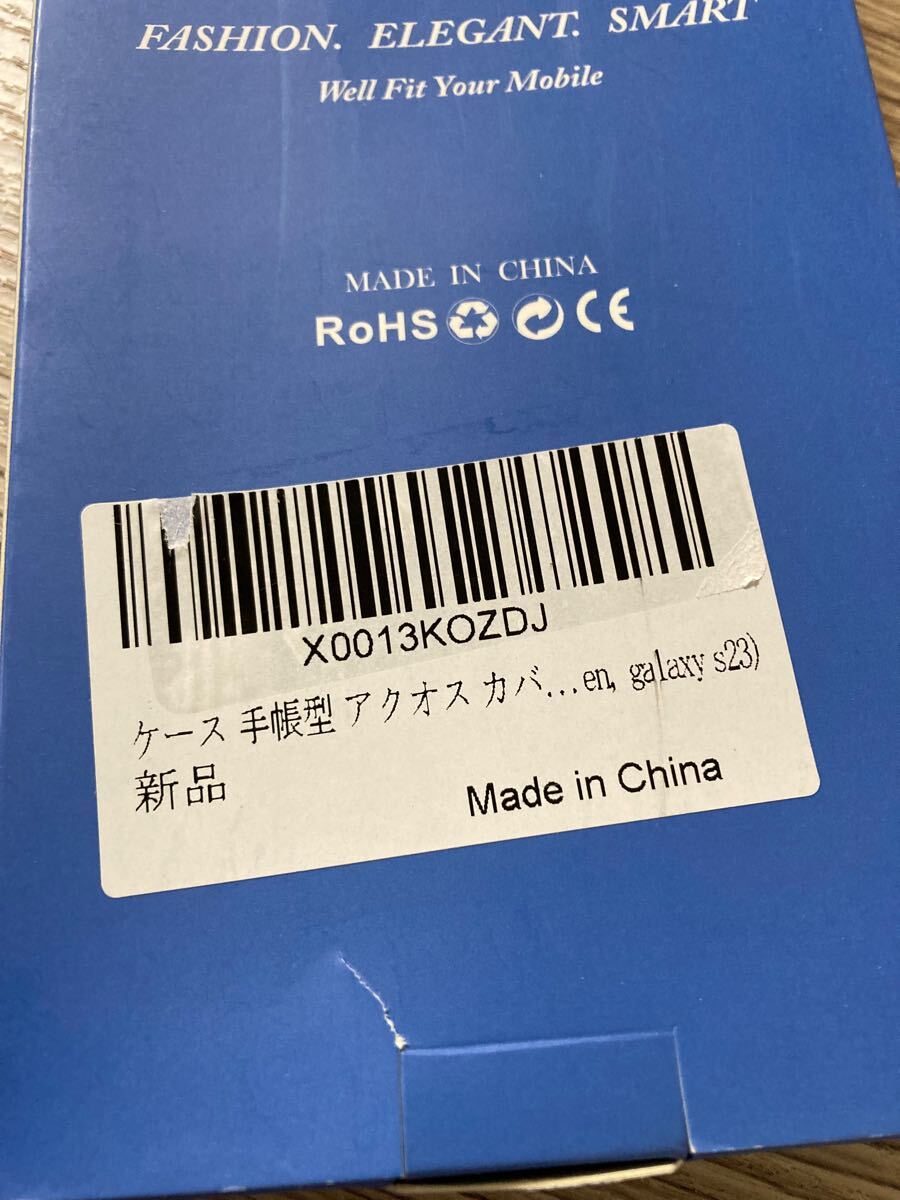 FASHION. ELEGANT. SMART
Well Fit Your Mobile
MADE IN CHINA
RoHS CE
X0013KOZDJ
ケース 手帳型 アクオス カバ...en, galaxy s23)
新品
Made in China